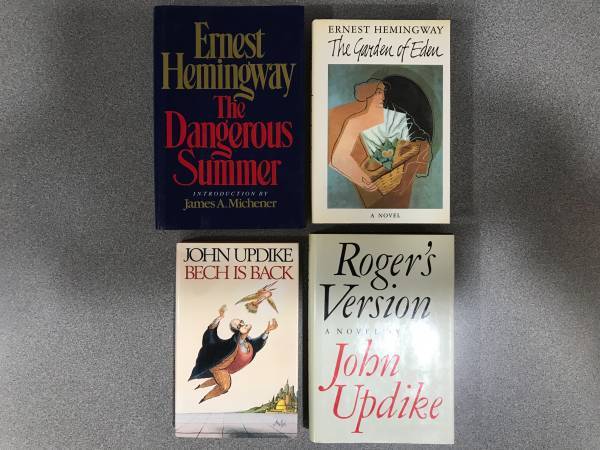 Ernest
Hemingway
The
Dangerous
Summer
INTRODUCTION BY
James A. Michener
ERNEST HEMINGWAY
The Garden of Eden
A NOVEL
JOHN UPDIKE
BECH IS BACK
Roger's
Version
A NOVEL BY
John
Updike